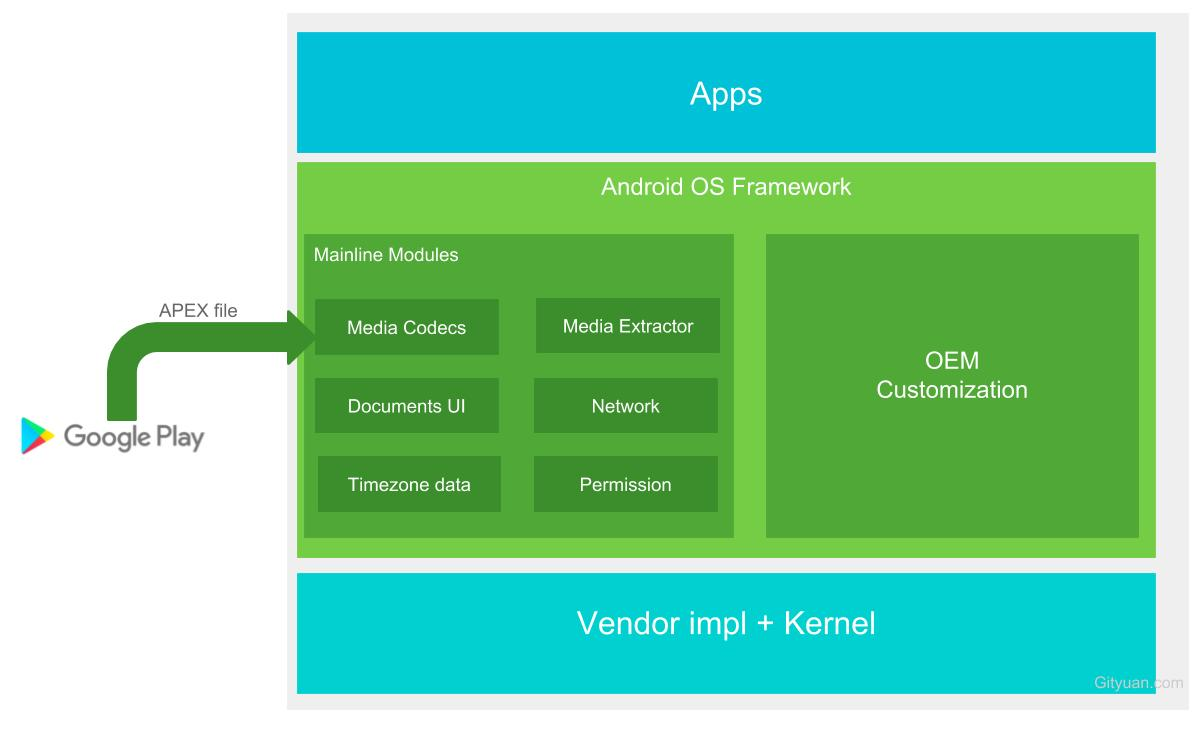 Apps
Android OS Framework
Mainline Modules
APEX file
Media Codecs
Media Extractor
OEM
Customization
Documents UI
Network
Google Play
Timezone data
Permission
Vendor impl + Kernel
Gityuan.com